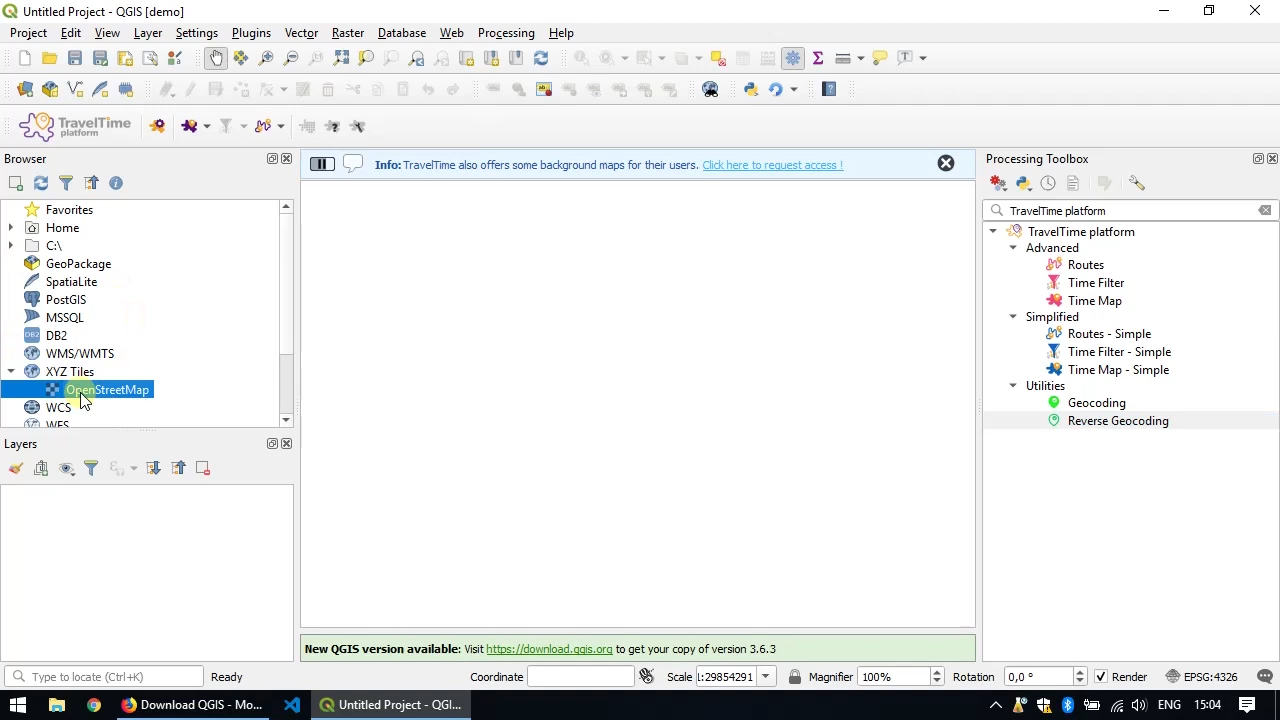 Untitled Project - QGIS [demo]
Project Edit View Layer Settings Plugins Vector Raster Database Web Processing Help
TravelTime
platform
Browser
Favorites
Home
C:\
GeoPackage
SpatiaLite
PostGIS
MSSQL
DB2
DB2
WMS/WMTS
XYZ Tiles
OpenStreetMap
WCS
WFS
Layers
Info: TravelTime also offers some background maps for their users. Click here to request access !
New QGIS version available: Visit https://download.qgis.org to get your copy of version 3.6.3
Processing Toolbox
TravelTime platform
TravelTime platform
Advanced
Routes
Time Filter
Time Map
Simplified
Routes - Simple
Time Filter - Simple
Time Map - Simple
Utilities
Geocoding
Reverse Geocoding
Type to locate (Ctrl+K) Ready Coordinate Scale 1:29854291 Magnifier 100% Rotation 0,0 ° Render EPSG:4326
Download QGIS - Mo... Untitled Project - QGI... ENG 15:04